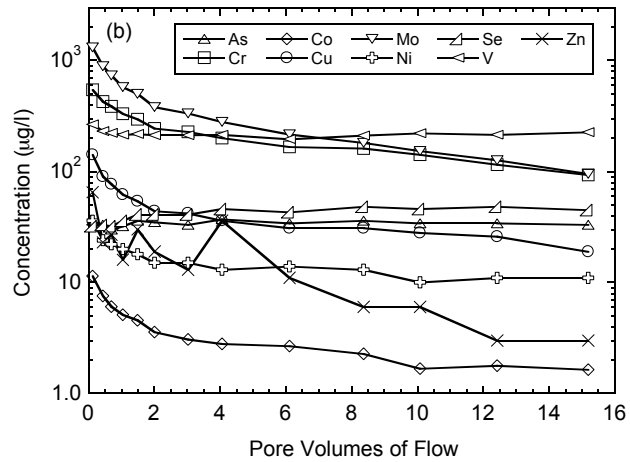 (b)
As Co Mo Se Zn
Cr Cu Ni V
10³
10²
10
1.0
Concentration (μg/l)
0 2 4 6 8 10 12 14 16
Pore Volumes of Flow